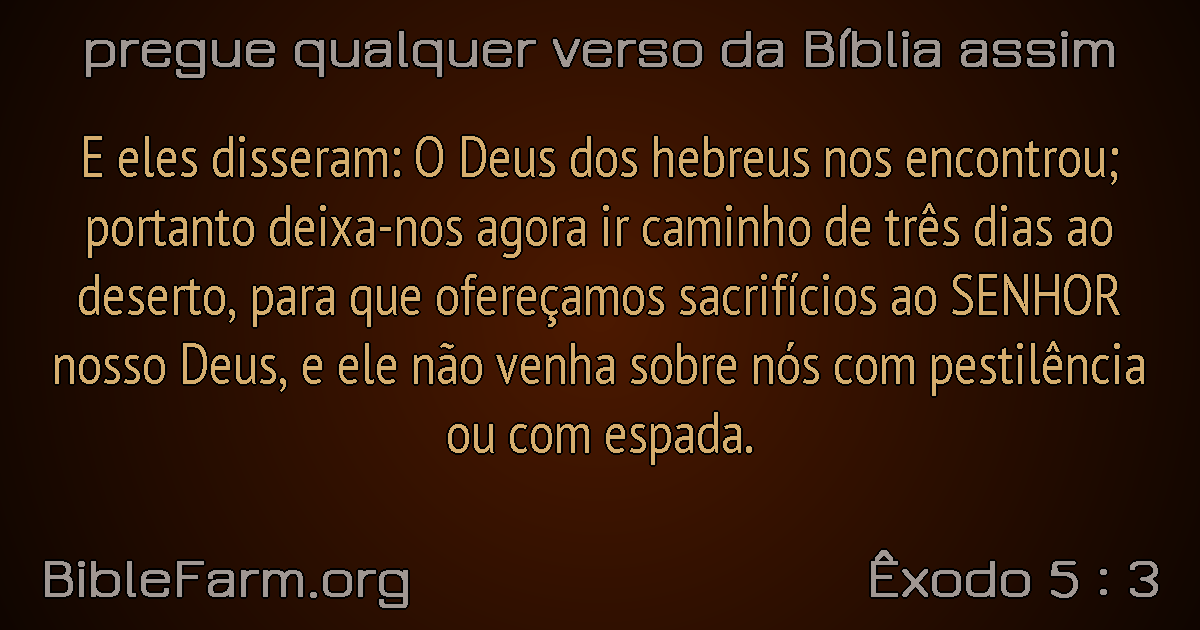 pregue qualquer verso da Bíblia assim
E eles disseram: O Deus dos hebreus nos encontrou;
portanto deixa-nos agora ir caminho de três dias ao
deserto, para que ofereçamos sacrifícios ao SENHOR
nosso Deus, e ele não venha sobre nós com pestilência
ou com espada.
BibleFarm.org
Êxodo 5 : 3